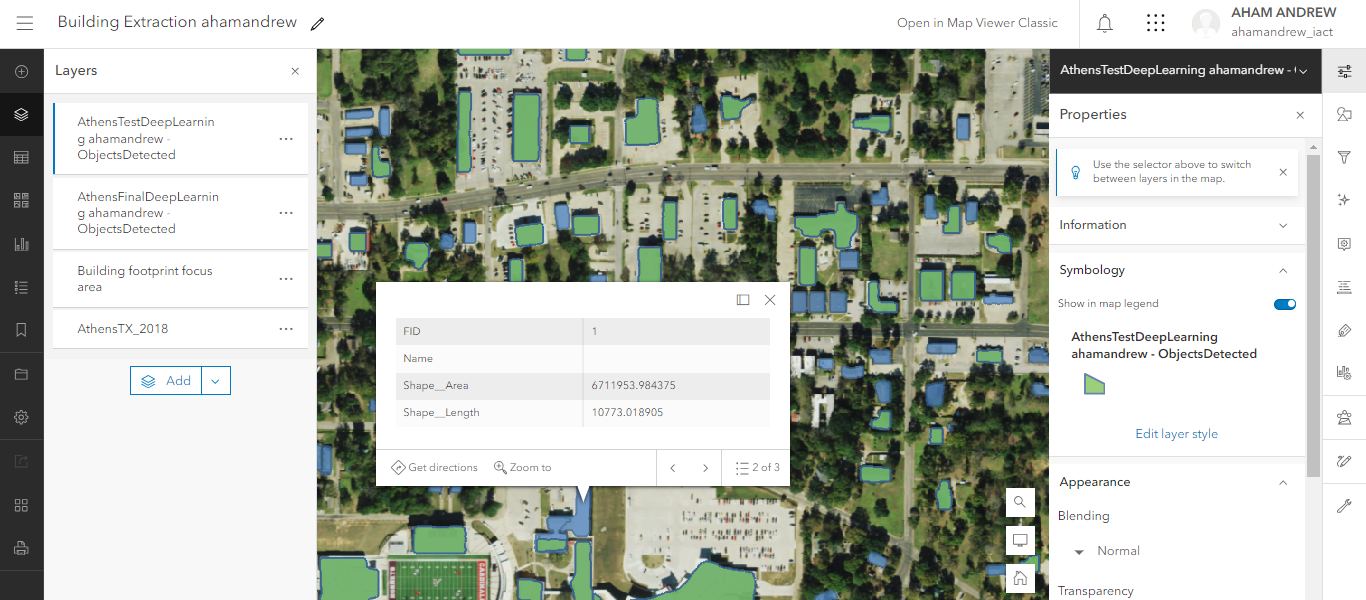 Building Extraction ahamandrew
Open in Map Viewer Classic
AHAM ANDREW
ahamandrew_iact
Layers
AthensTestDeepLearnin
g ahamandrew -
ObjectsDetected
AthensFinalDeepLearning
g ahamandrew -
ObjectsDetected
Building footprint focus
area
AthensTX_2018
Add
FID 1
Name
Shape__Area 6711953.984375
Shape__Length 10773.018905
Get directions
Zoom to
2 of 3
CARDINALS
AthensTestDeepLearning ahamandrew - 
Properties
Use the selector above to switch
between layers in the map.
Information
Symbology
Show in map legend
AthensTestDeepLearning
ahamandrew - ObjectsDetected
Edit layer style
Appearance
Blending
Normal
Transparency